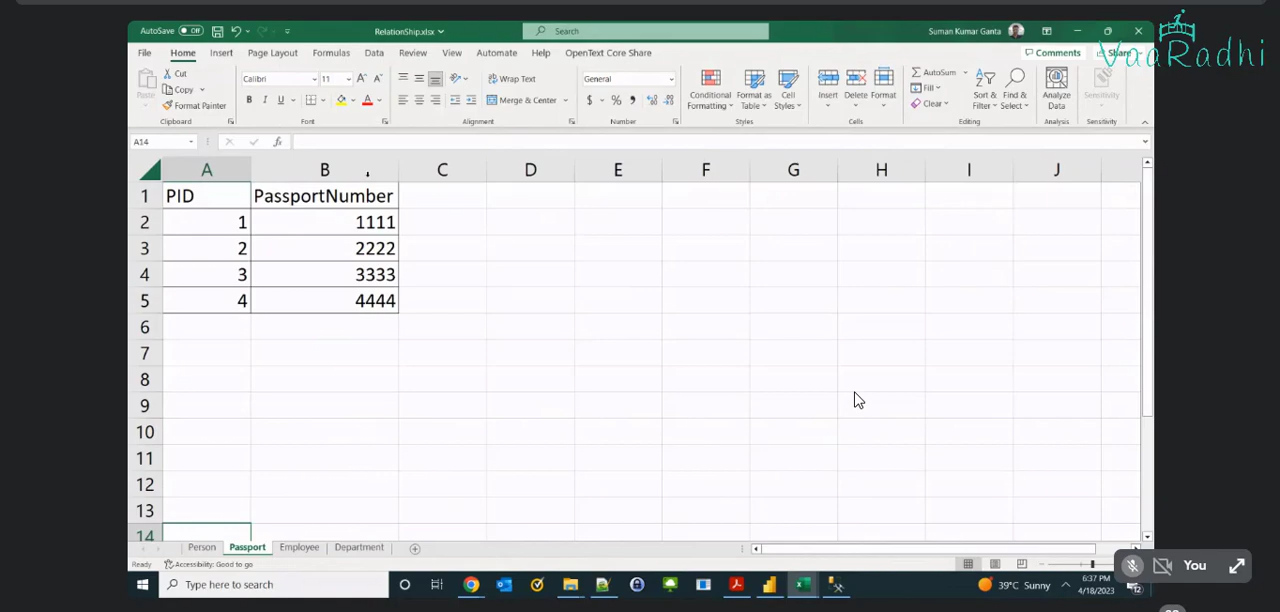 AutoSave Off RelationShip.xlsx Search Suman Kumar Ganta
VaaRadhi
File Home Insert Page Layout Formulas Data Review View Automate Help OpenText Core Share Comments Share
Paste Cut Copy Format Painter Clipboard
Calibri 11 B I U A Font
Wrap Text Merge & Center Alignment
General $ % Number
Conditional Formatting Format as Table Cell Styles Styles
Insert Delete Format Cells
AutoSum Fill Clear Sort & Filter Find & Select Editing
Analyze Data Analysis
Sensitivity Sensitivity
A14 fx
A B C D E F G H I J
1 PID PassportNumber
2 1 1111
3 2 2222
4 3 3333
5 4 4444
6
7
8
9
10
11
12
13
14
Person Passport Employee Department
Ready Accessibility: Good to go
You
Type here to search 39°C Sunny 6:37 PM
4/18/2023 12